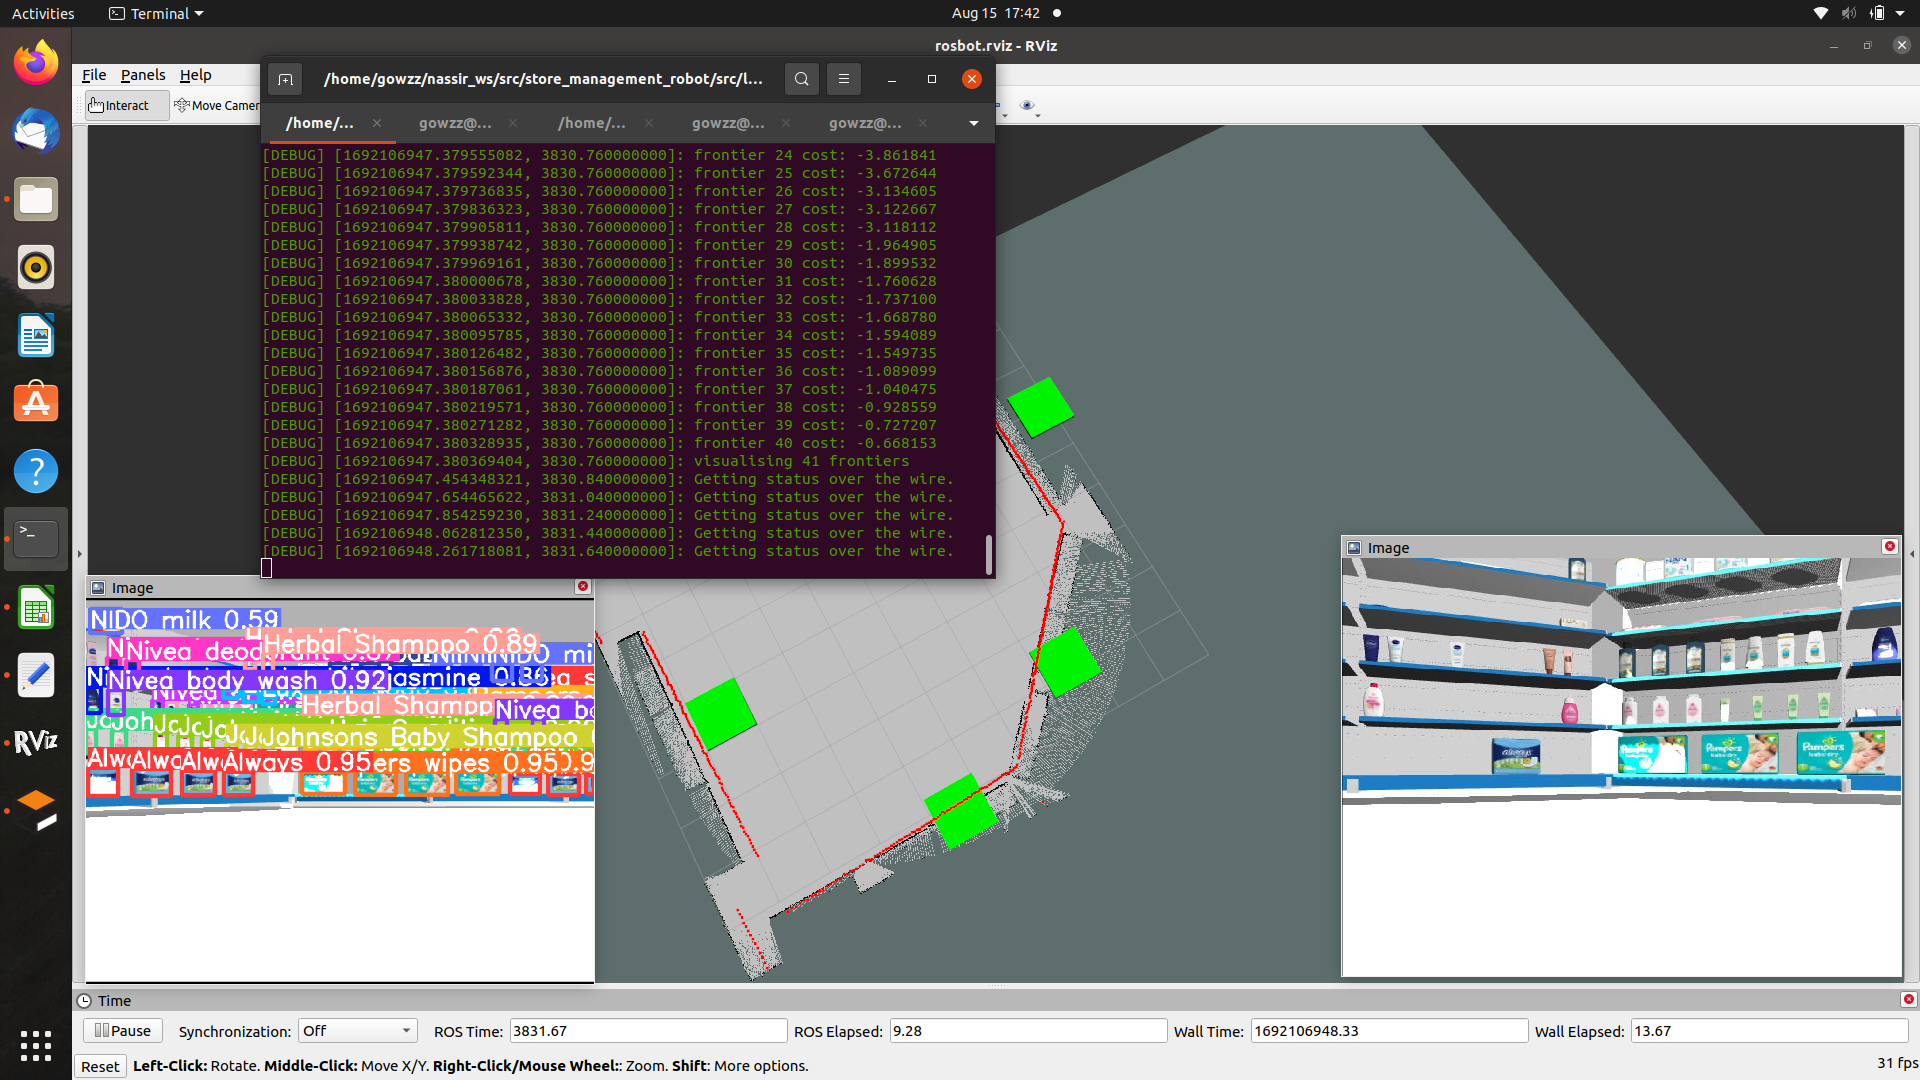 Activities
Terminal
Aug 15 17:42
rosbot.rviz - RViz
File Panels Help
Interact
Move Camer
/home/gowzz/nassir_ws/src/store_management_robot/src/l...
/home/...
gowzz@...
/home/...
gowzz@...
gowzz@...
[DEBUG] [1692106947.379555082, 3830.760000000]: frontier 24 cost: -3.861841
[DEBUG] [1692106947.379592344, 3830.760000000]: frontier 25 cost: -3.672644
[DEBUG] [1692106947.379736835, 3830.760000000]: frontier 26 cost: -3.134605
[DEBUG] [1692106947.379836323, 3830.760000000]: frontier 27 cost: -3.122667
[DEBUG] [1692106947.379905811, 3830.760000000]: frontier 28 cost: -3.118112
[DEBUG] [1692106947.379938742, 3830.760000000]: frontier 29 cost: -1.964905
[DEBUG] [1692106947.379969161, 3830.760000000]: frontier 30 cost: -1.899532
[DEBUG] [1692106947.380000678, 3830.760000000]: frontier 31 cost: -1.760628
[DEBUG] [1692106947.380033828, 3830.760000000]: frontier 32 cost: -1.737100
[DEBUG] [1692106947.380065332, 3830.760000000]: frontier 33 cost: -1.668780
[DEBUG] [1692106947.380095785, 3830.760000000]: frontier 34 cost: -1.594089
[DEBUG] [1692106947.380126482, 3830.760000000]: frontier 35 cost: -1.549735
[DEBUG] [1692106947.380156876, 3830.760000000]: frontier 36 cost: -1.089099
[DEBUG] [1692106947.380187061, 3830.760000000]: frontier 37 cost: -1.040475
[DEBUG] [1692106947.380219571, 3830.760000000]: frontier 38 cost: -0.928559
[DEBUG] [1692106947.380271282, 3830.760000000]: frontier 39 cost: -0.727207
[DEBUG] [1692106947.380328935, 3830.760000000]: frontier 40 cost: -0.668153
[DEBUG] [1692106947.380369404, 3830.760000000]: visualising 41 frontiers
[DEBUG] [1692106947.454348321, 3830.840000000]: Getting status over the wire.
[DEBUG] [1692106947.654465622, 3831.040000000]: Getting status over the wire.
[DEBUG] [1692106947.854259230, 3831.240000000]: Getting status over the wire.
[DEBUG] [1692106948.062812350, 3831.440000000]: Getting status over the wire.
[DEBUG] [1692106948.261718081, 3831.640000000]: Getting status over the wire.
RViz
Image
NIDO milk 0.59
Herbal Shamppo 0.89
Nivea deod
NIDO mi
Nivea body wash 0.92
jasmine 0.86
Herbal Shampp
Nivea be
Johnsons Baby Shampoo
Always 0.95
ers wipes 0.95
Image
always
Pampers
Pampers
Pampers
Time
Pause
Synchronization: Off
ROS Time: 3831.67
ROS Elapsed: 9.28
Wall Time: 1692106948.33
Wall Elapsed: 13.67
Reset
Left-Click: Rotate. Middle-Click: Move X/Y. Right-Click/Mouse Wheel:: Zoom. Shift: More options.
31 fps